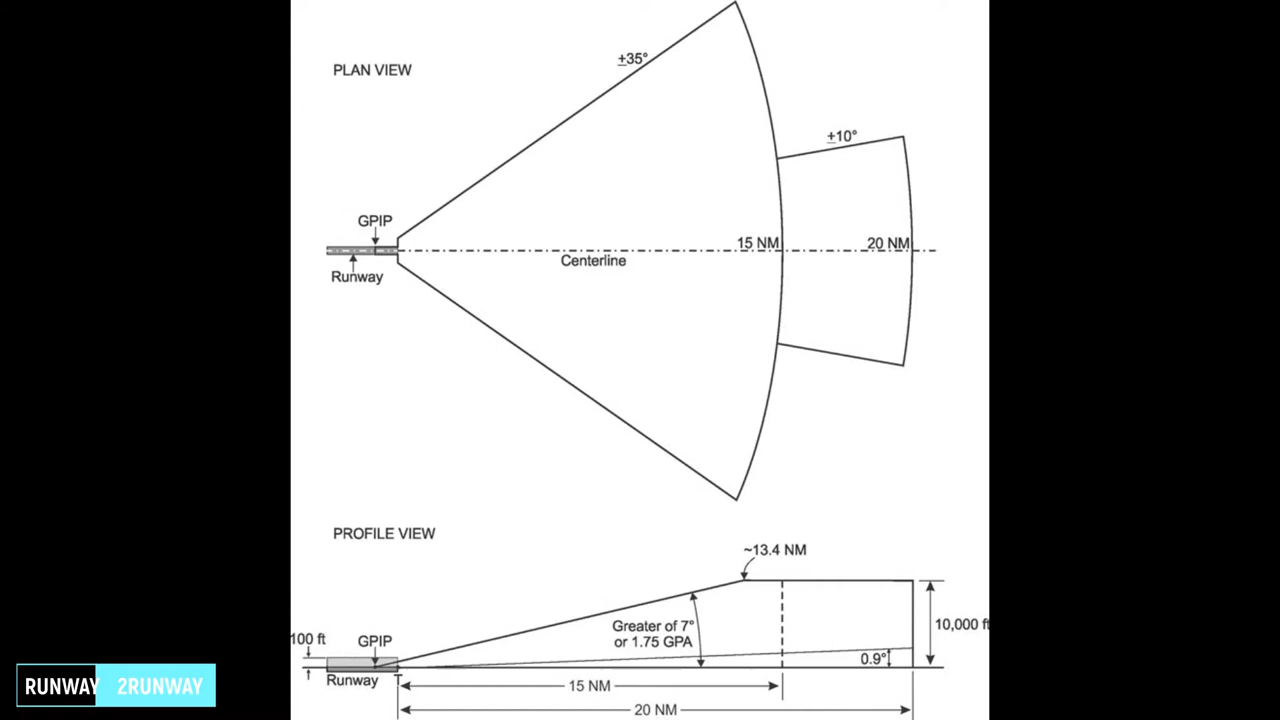 PLAN VIEW
±35°
±10°
GPIP
15 NM
20 NM
Centerline
Runway
PROFILE VIEW
~13.4 NM
100 ft
GPIP
Greater of 7°
or 1.75 GPA
10,000 ft
0.9°
Runway
T
15 NM
20 NM
RUNWAY 2RUNWAY